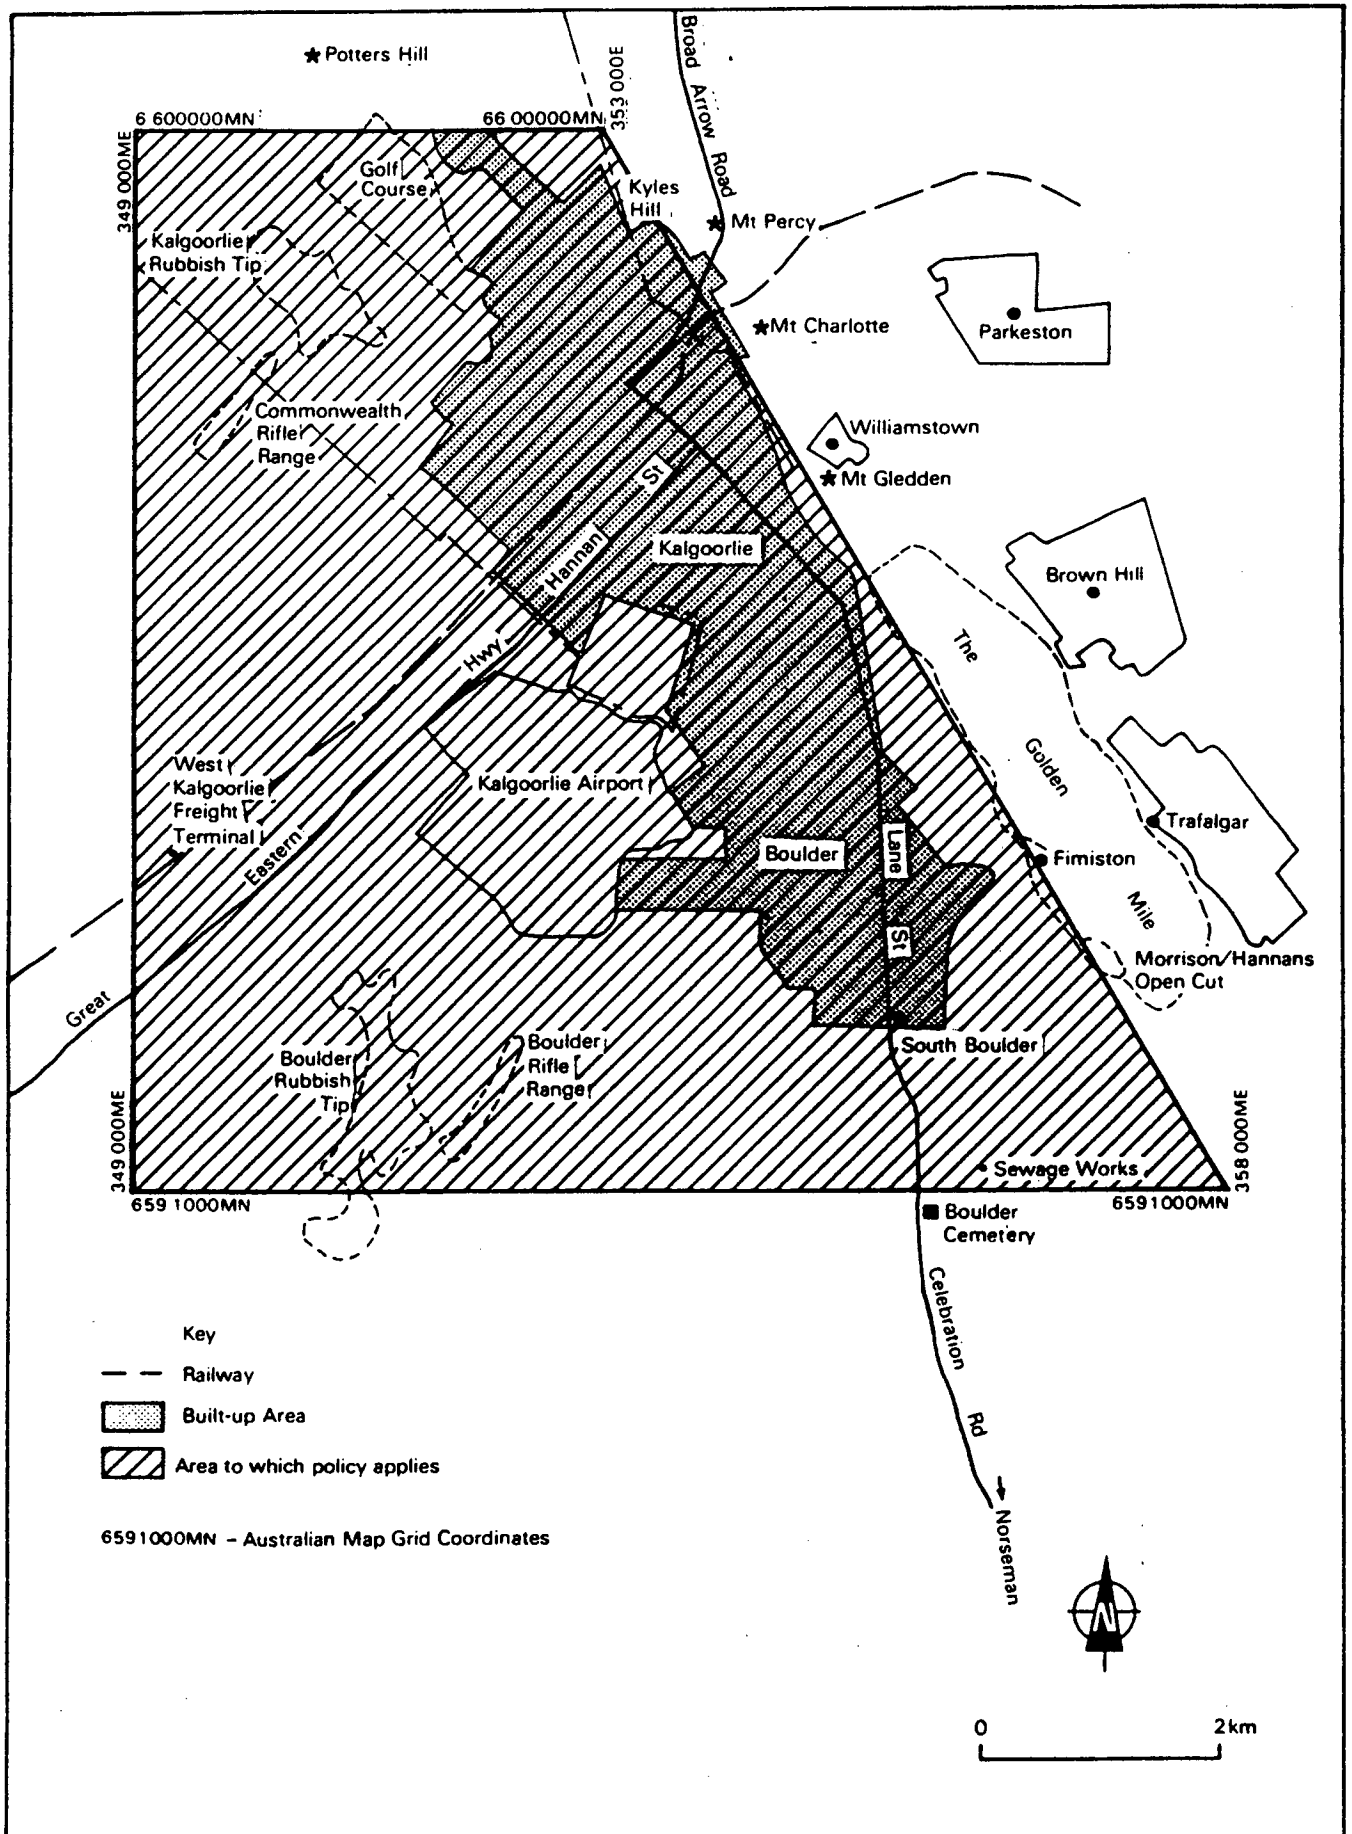 Potters Hill
Broad Arrow Road
353 000E
6 600000MN
66 00000MN
349 000ME
Golf
Course
Kyles
Hill
Mt Percy
Kalgoorlie
Rubbish Tip
Mt Charlotte
Parkeston
Commonwealth
Rifle
Range
Williamstown
Mt Gledden
Hannan St
Kalgoorlie
Brown Hill
Hwy
The Golden Mile
West
Kalgoorlie
Freight
Terminal
Kalgoorlie Airport
Trafalgar
Eastern
Boulder
Lane St
Fimiston
Morrison/Hannans
Open Cut
Great
Boulder
Rubbish
Tip
Boulder
Rifle
Range
South Boulder
349 000ME
358 000ME
Sewage Works
659 1000MN
6591000MN
Boulder
Cemetery
Celebration Rd
Key
Railway
Built-up Area
Area to which policy applies
6591000MN – Australian Map Grid Coordinates
Norseman
N
0 2km